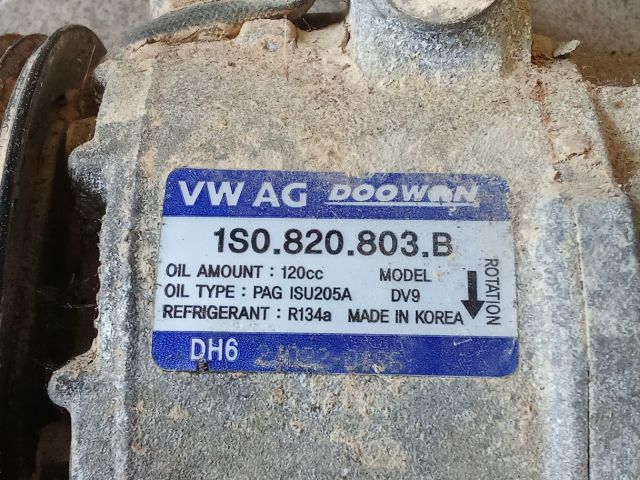 VW AG DOOWON
1S0.820.803.B
OIL AMOUNT : 120cc MODEL
OIL TYPE : PAG ISU205A DV9
REFRIGERANT : R134a MADE IN KOREA
ROTATION
DH6